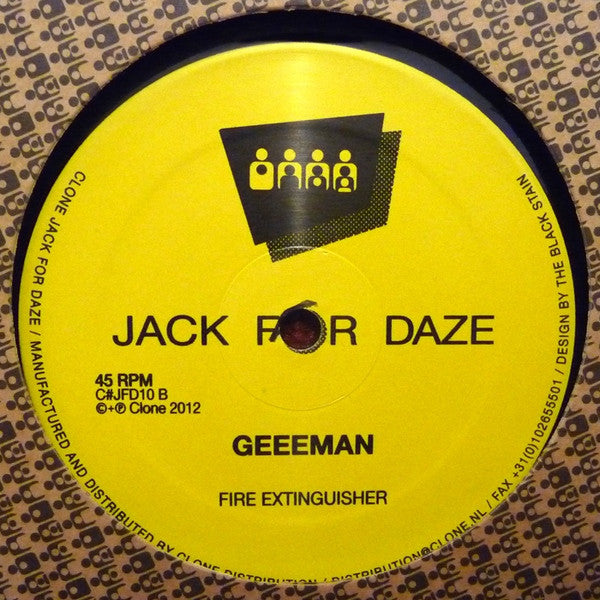 JACK FOR DAZE
45 RPM
C#JFD10 B
©+℗ Clone 2012
GEEEMAN
FIRE EXTINGUISHER
CLONE JACK FOR DAZE / MANUFACTURED AND DISTRIBUTED BY CLONE DISTRIBUTION / DISTRIBUTION@CLONE.NL / FAX +31(0)102655501 / DESIGN BY THE BLACK STAIN